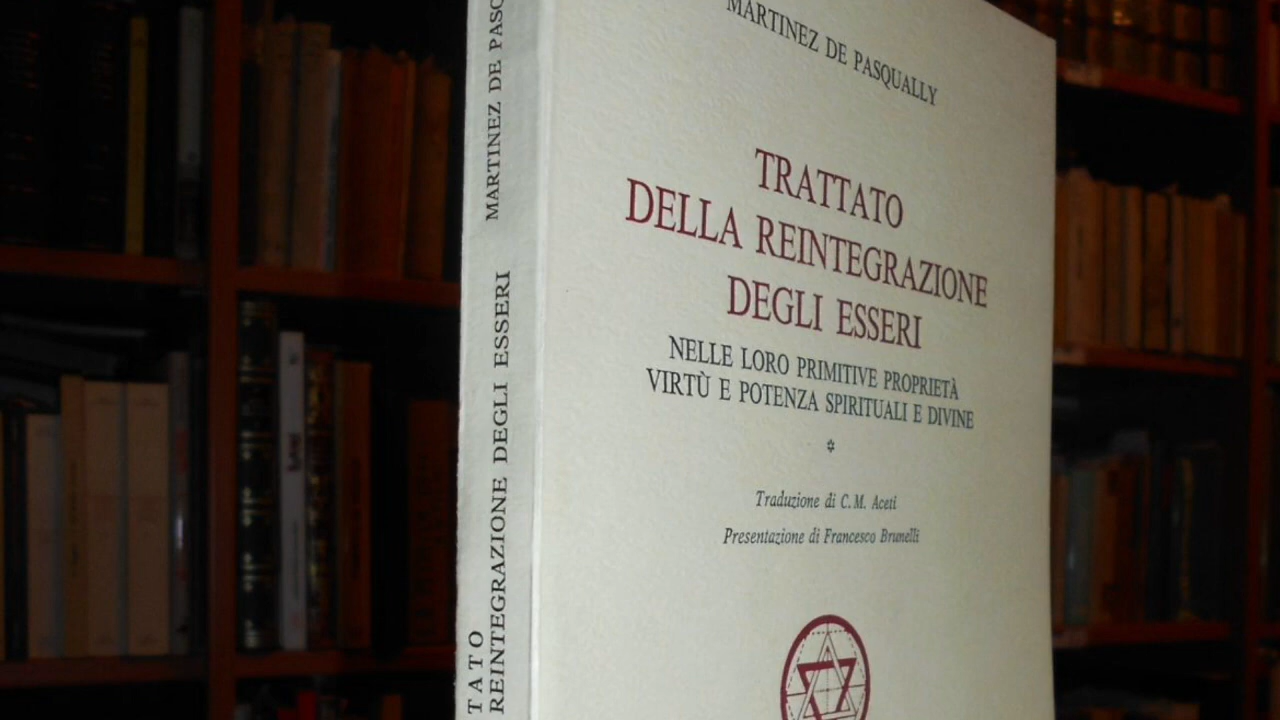 MARTINEZ DE PASQUALLY
TRATTATO
DELLA REINTEGRAZIONE
DEGLI ESSERI
NELLE LORO PRIMITIVE PROPRIETÀ
VIRTÙ E POTENZA SPIRITUALI E DIVINE
Traduzione di C. M. Aceti
Presentazione di Francesco Brunelli
MARTINEZ DE PASQ
TATO
REINTEGRAZIONE DEGLI ESSERI